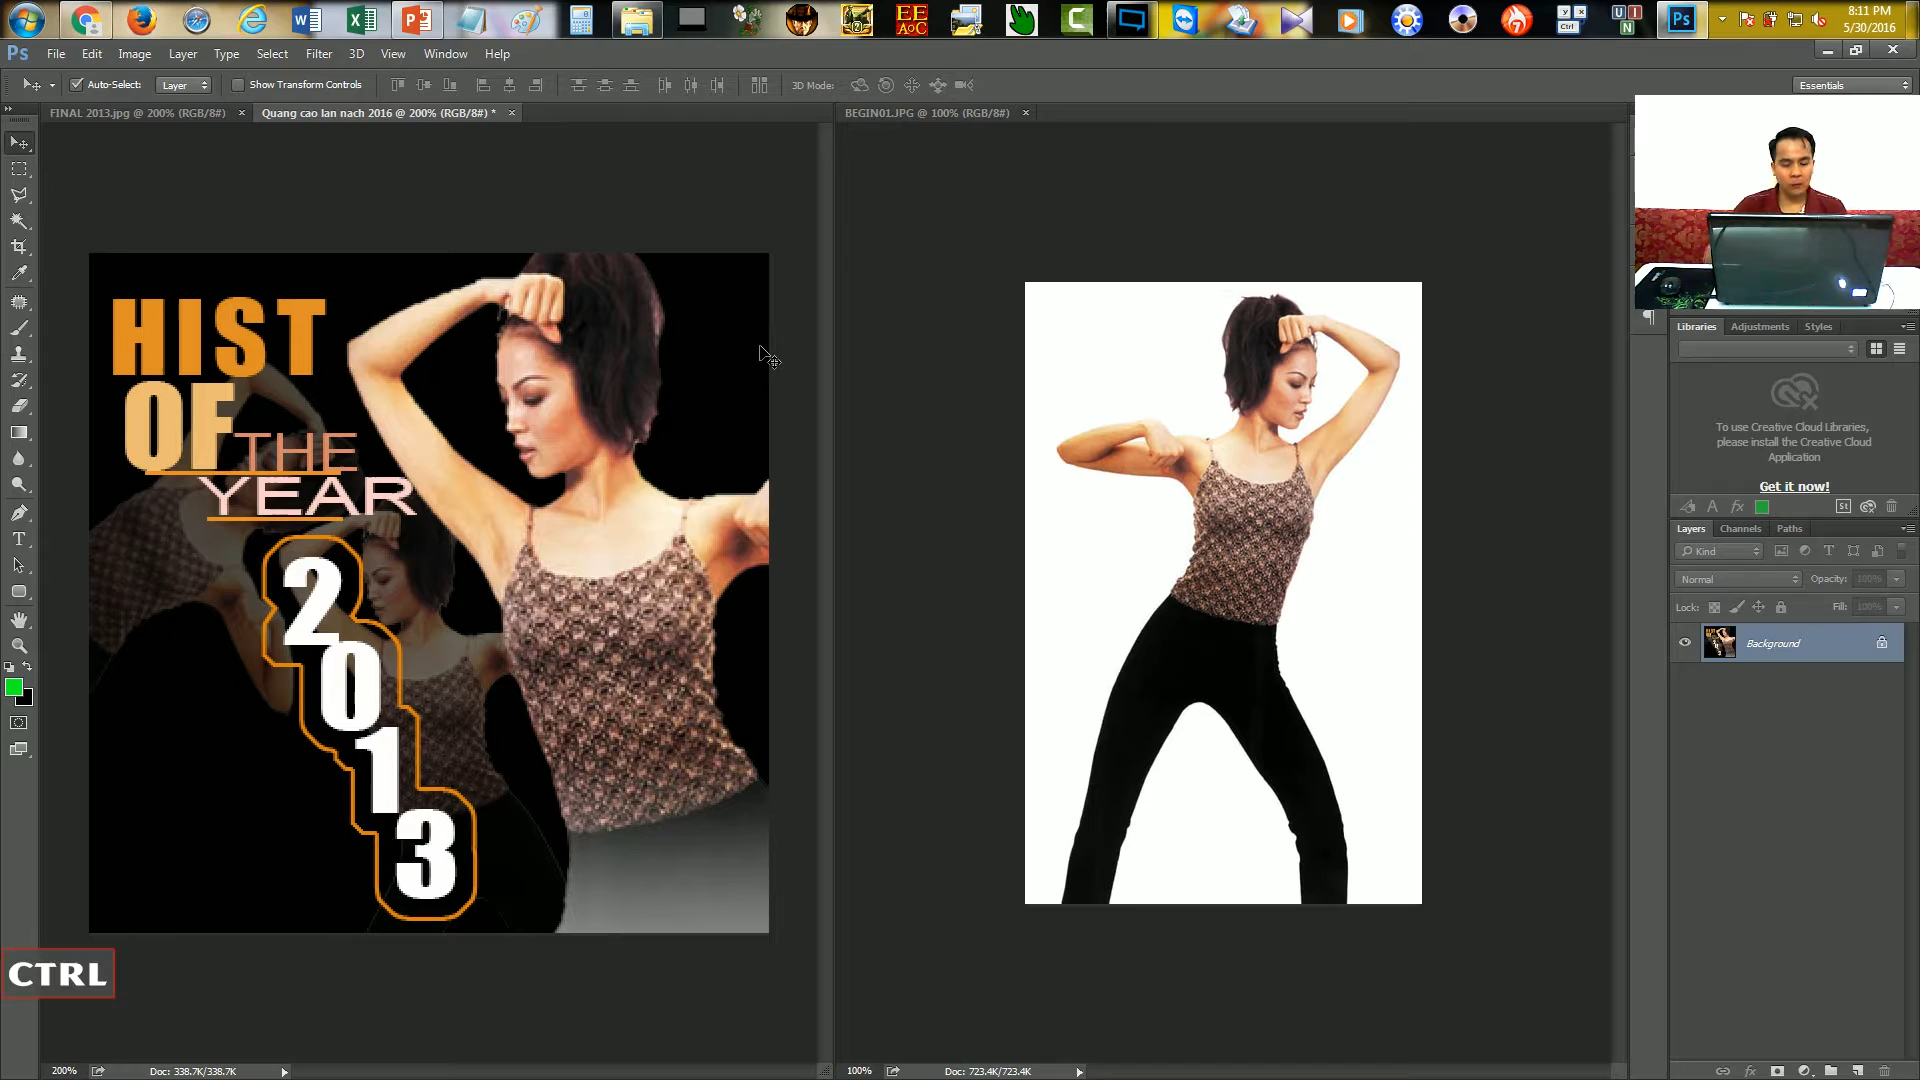 8:11 PM
5/30/2016
Ps File Edit Image Layer Type Select Filter 3D View Window Help
Auto-Select: Layer Show Transform Controls 3D Mode: Essentials
FINAL 2013.jpg @ 200% (RGB/8#) × Quang cao lan nach 2016 @ 200% (RGB/8#) * × BEGIN01.JPG @ 100% (RGB/8#) ×
HIST
OF THE
YEAR
2
0
1
3
CTRL
Libraries Adjustments Styles
To use Creative Cloud Libraries,
please install the Creative Cloud
Application
Get it now!
Layers Channels Paths
Kind
Normal Opacity: 100%
Lock: Fill: 100%
Background
200% Doc: 338.7K/338.7K 100% Doc: 723.4K/723.4K